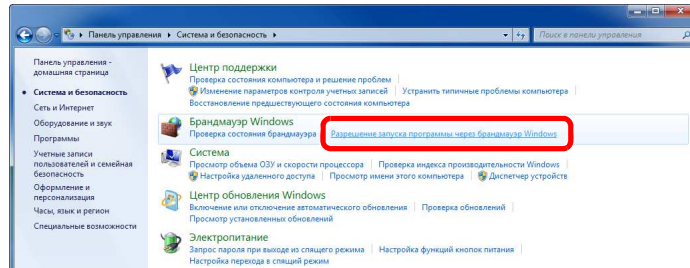 Панель управления ▸ Система и безопасность ▸
Поиск в панели управления
Панель управления - домашняя страница
Система и безопасность
Сеть и Интернет
Оборудование и звук
Программы
Учетные записи пользователей и семейная безопасность
Оформление и персонализация
Часы, язык и регион
Специальные возможности
Центр поддержки
Проверка состояния компьютера и решение проблем
Изменение параметров контроля учетных записей | Устранить типичные проблемы компьютера
Восстановление предшествующего состояния компьютера
Брандмауэр Windows
Проверка состояния брандмауэра | Разрешение запуска программы через брандмауэр Windows
Система
Просмотр объема ОЗУ и скорости процессора | Проверка индекса производительности Windows
Настройка удаленного доступа | Просмотр имени этого компьютера | Диспетчер устройств
Центр обновления Windows
Включение или отключение автоматического обновления | Проверка обновлений
Просмотр установленных обновлений
Электропитание
Запрос пароля при выходе из спящего режима | Настройка функций кнопок питания
Настройка перехода в спящий режим